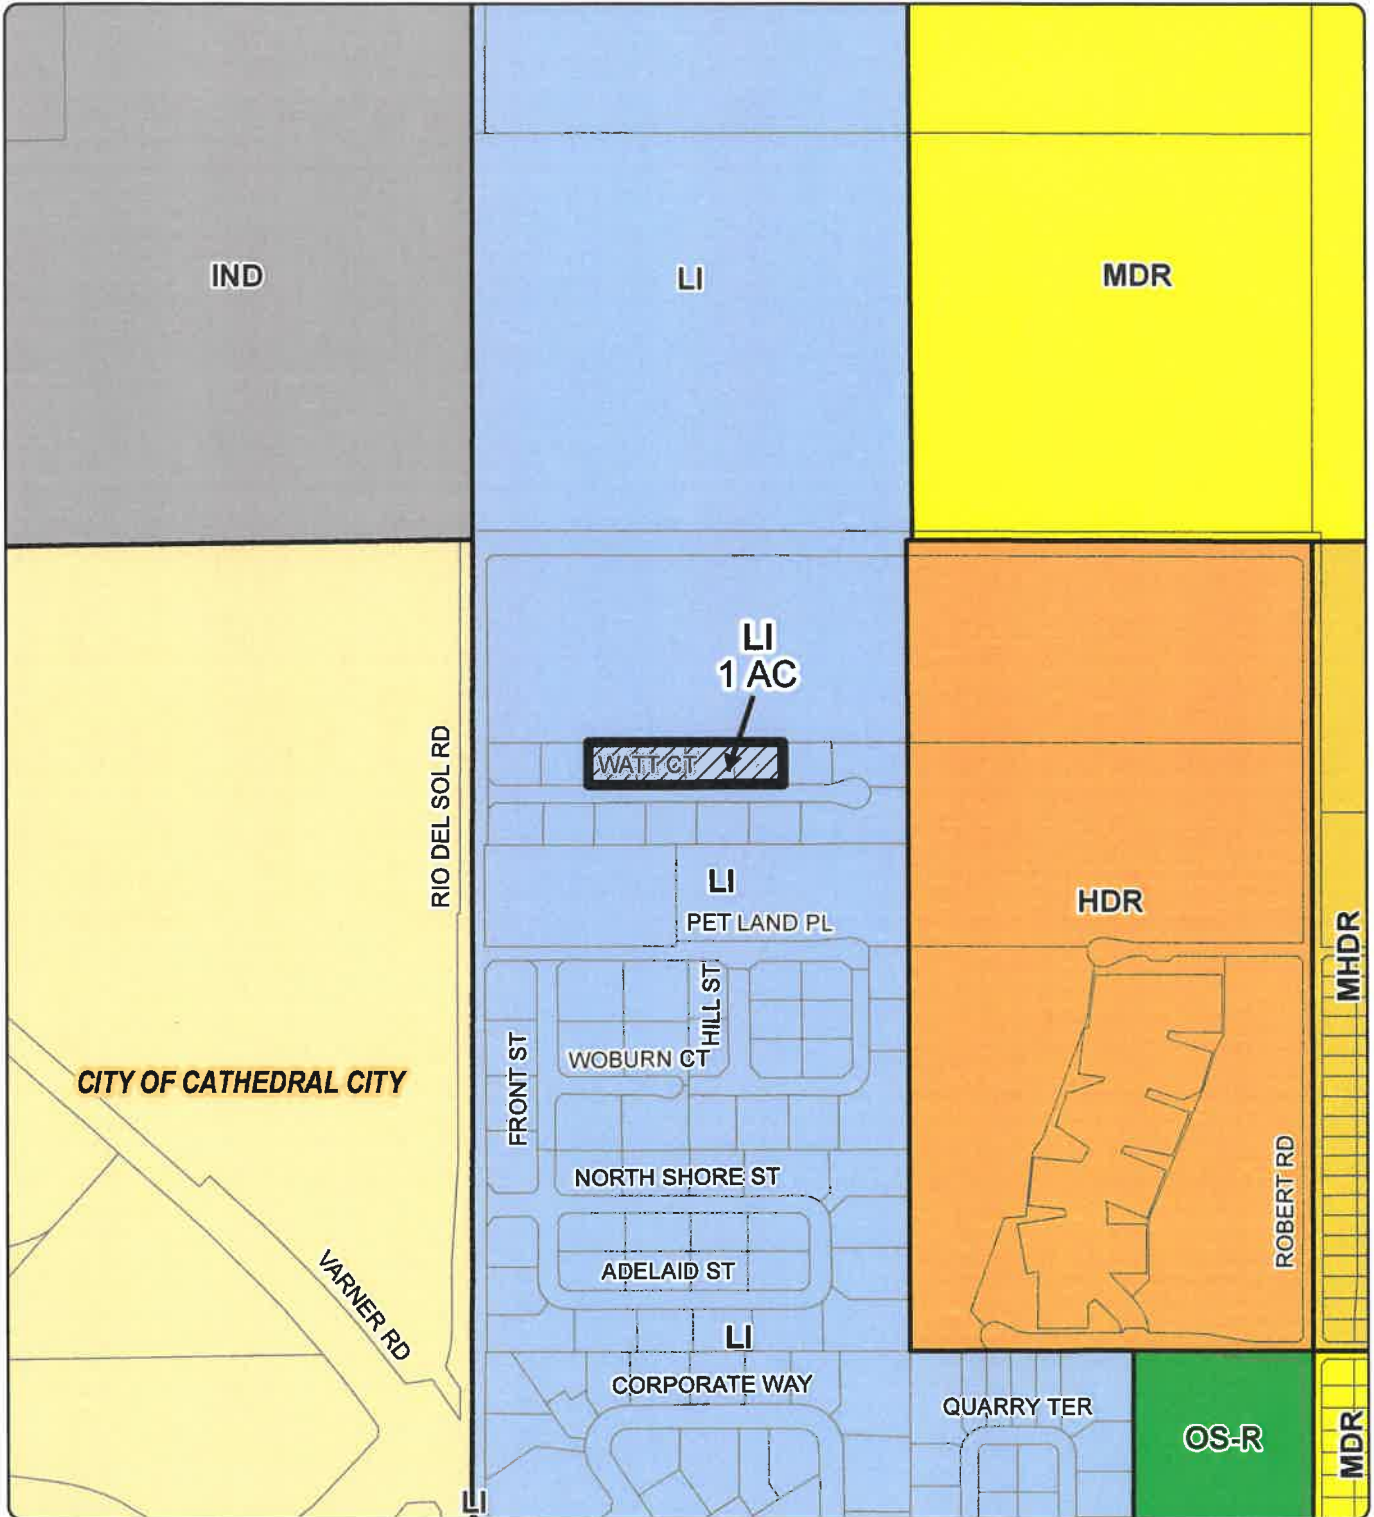 IND
LI
MDR
LI
1 AC
WATT CT
RIO DEL SOL RD
LI
PET LAND PL
HDR
MHDR
HILL ST
FRONT ST
WOBURN CT
CITY OF CATHEDRAL CITY
NORTH SHORE ST
ROBERT RD
ADELAID ST
VARNER RD
LI
CORPORATE WAY
QUARRY TER
OS-R
MDR
LI